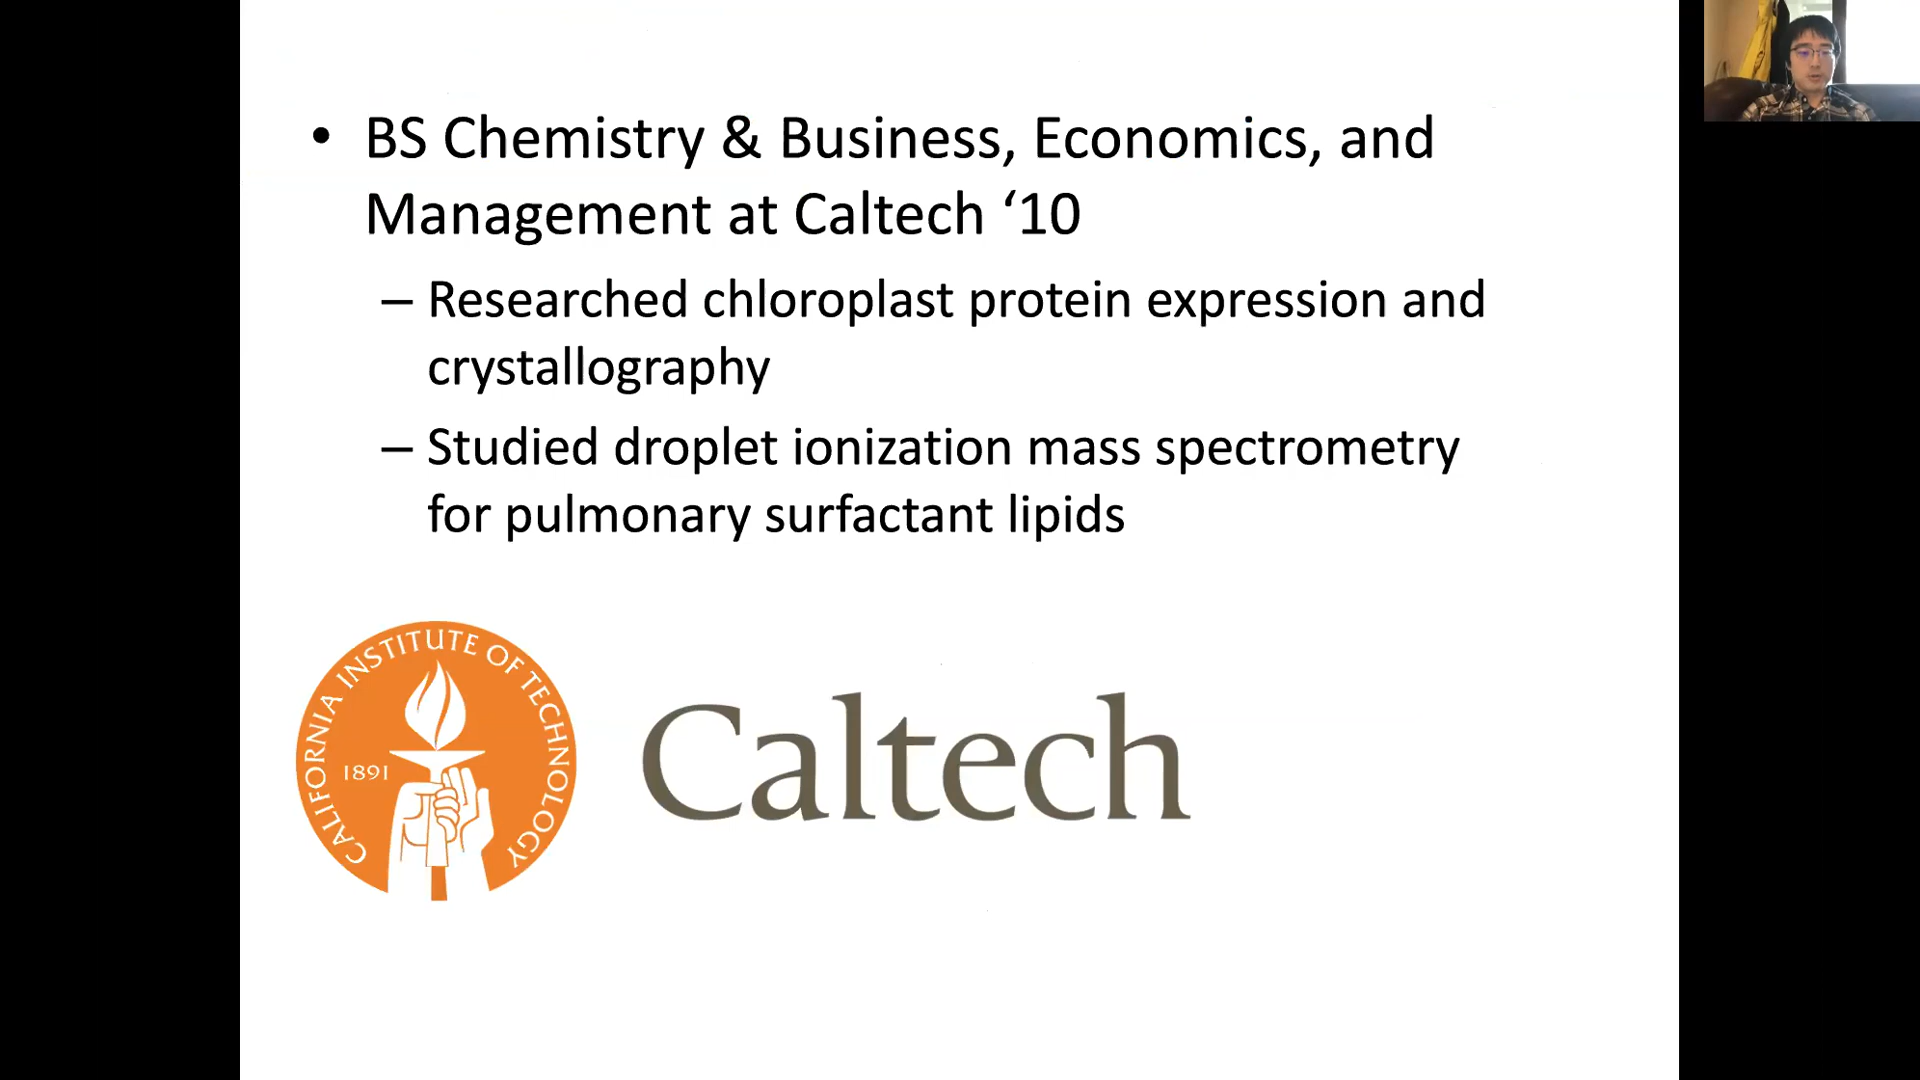 • BS Chemistry & Business, Economics, and
Management at Caltech ‘10
– Researched chloroplast protein expression and
crystallography
– Studied droplet ionization mass spectrometry
for pulmonary surfactant lipids
CALIFORNIA INSTITUTE OF TECHNOLOGY
1891
Caltech